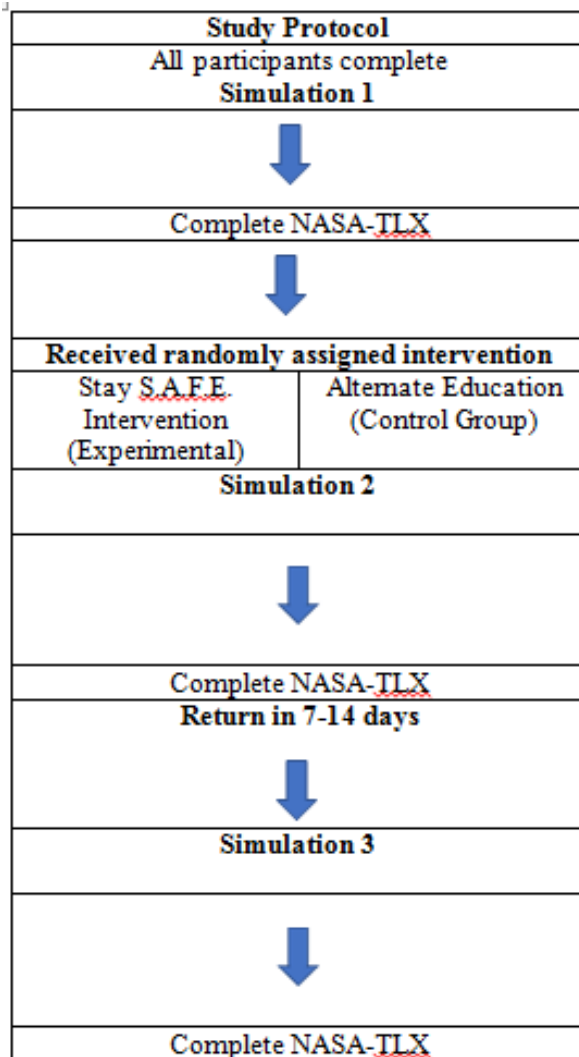 Study Protocol
All participants complete
Simulation 1
Complete NASA-TLX
Received randomly assigned intervention
Stay S.A.F.E.
Intervention
(Experimental)
Alternate Education
(Control Group)
Simulation 2
Complete NASA-TLX
Return in 7-14 days
Simulation 3
Complete NASA-TLX